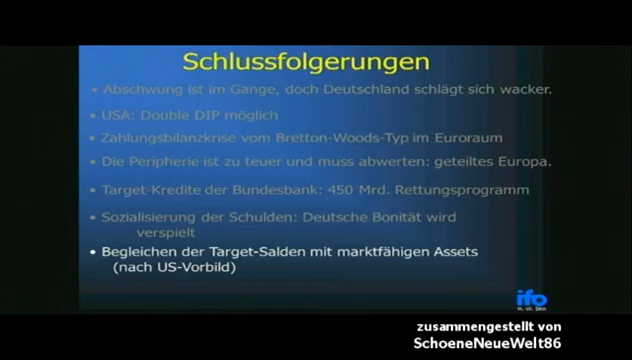 Schlussfolgerungen
• Abschwung ist im Gange, doch Deutschland schlägt sich wacker.
• USA: Double DIP möglich
• Zahlungsbilanzkrise vom Bretton-Woods-Typ im Euroraum
• Die Peripherie ist zu teuer und muss abwerten: geteiltes Europa.
• Target-Kredite der Bundesbank: 450 Mrd. Rettungsprogramm
• Sozialisierung der Schulden: Deutsche Bonität wird
verspielt
• Begleichen der Target-Salden mit marktfähigen Assets
(nach US-Vorbild)
ifo
zusammengestellt von
SchoeneNeueWelt86